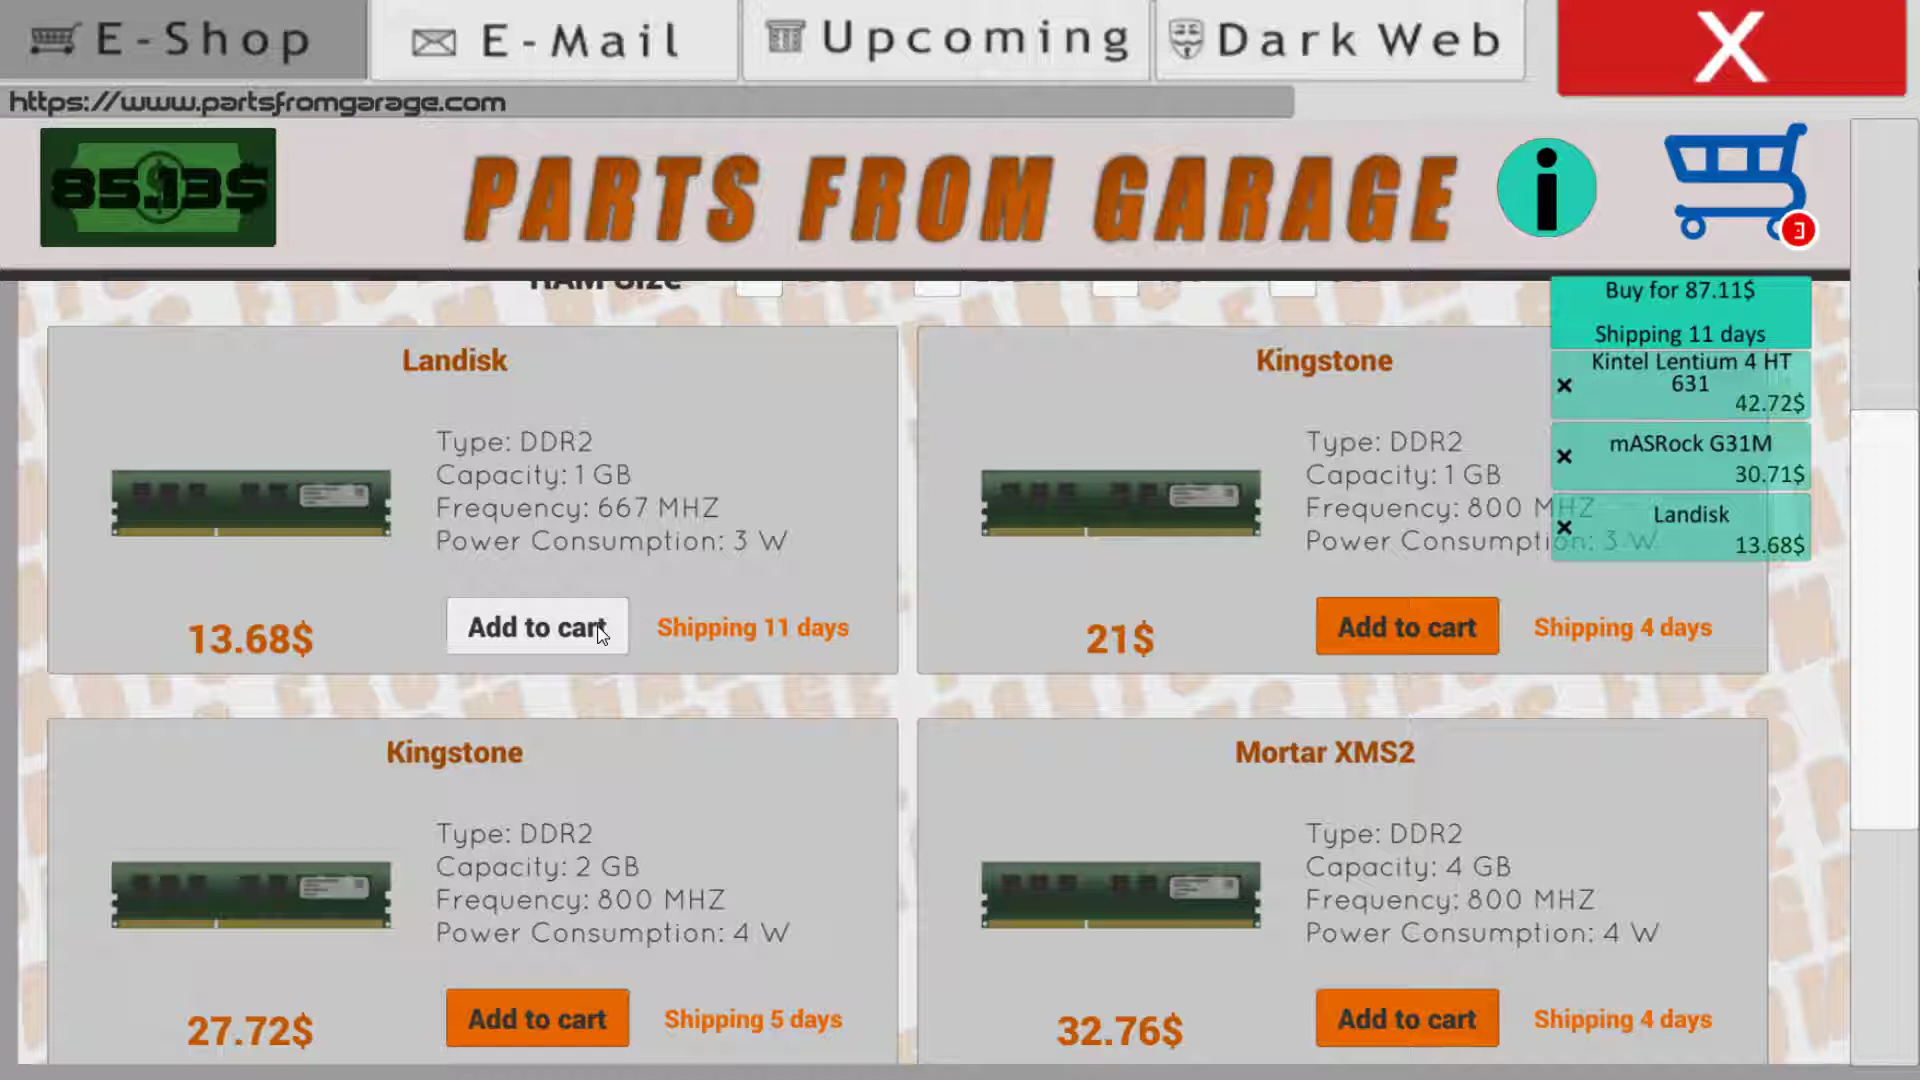 E-Shop
E-Mail
Upcoming
Dark Web
X
https://www.partsfromgarage.com
85.13$
PARTS FROM GARAGE
i
3
RAM Size
Buy for 87.11$
Shipping 11 days
Kintel Lentium 4 HT
631
42.72$
mASRock G31M
30.71$
Landisk
13.68$
Landisk
Type: DDR2
Capacity: 1 GB
Frequency: 667 MHZ
Power Consumption: 3 W
13.68$
Add to cart
Shipping 11 days
Kingstone
Type: DDR2
Capacity: 1 GB
Frequency: 800 MHZ
Power Consumption: 3 W
21$
Add to cart
Shipping 4 days
Kingstone
Type: DDR2
Capacity: 2 GB
Frequency: 800 MHZ
Power Consumption: 4 W
27.72$
Add to cart
Shipping 5 days
Mortar XMS2
Type: DDR2
Capacity: 4 GB
Frequency: 800 MHZ
Power Consumption: 4 W
32.76$
Add to cart
Shipping 4 days